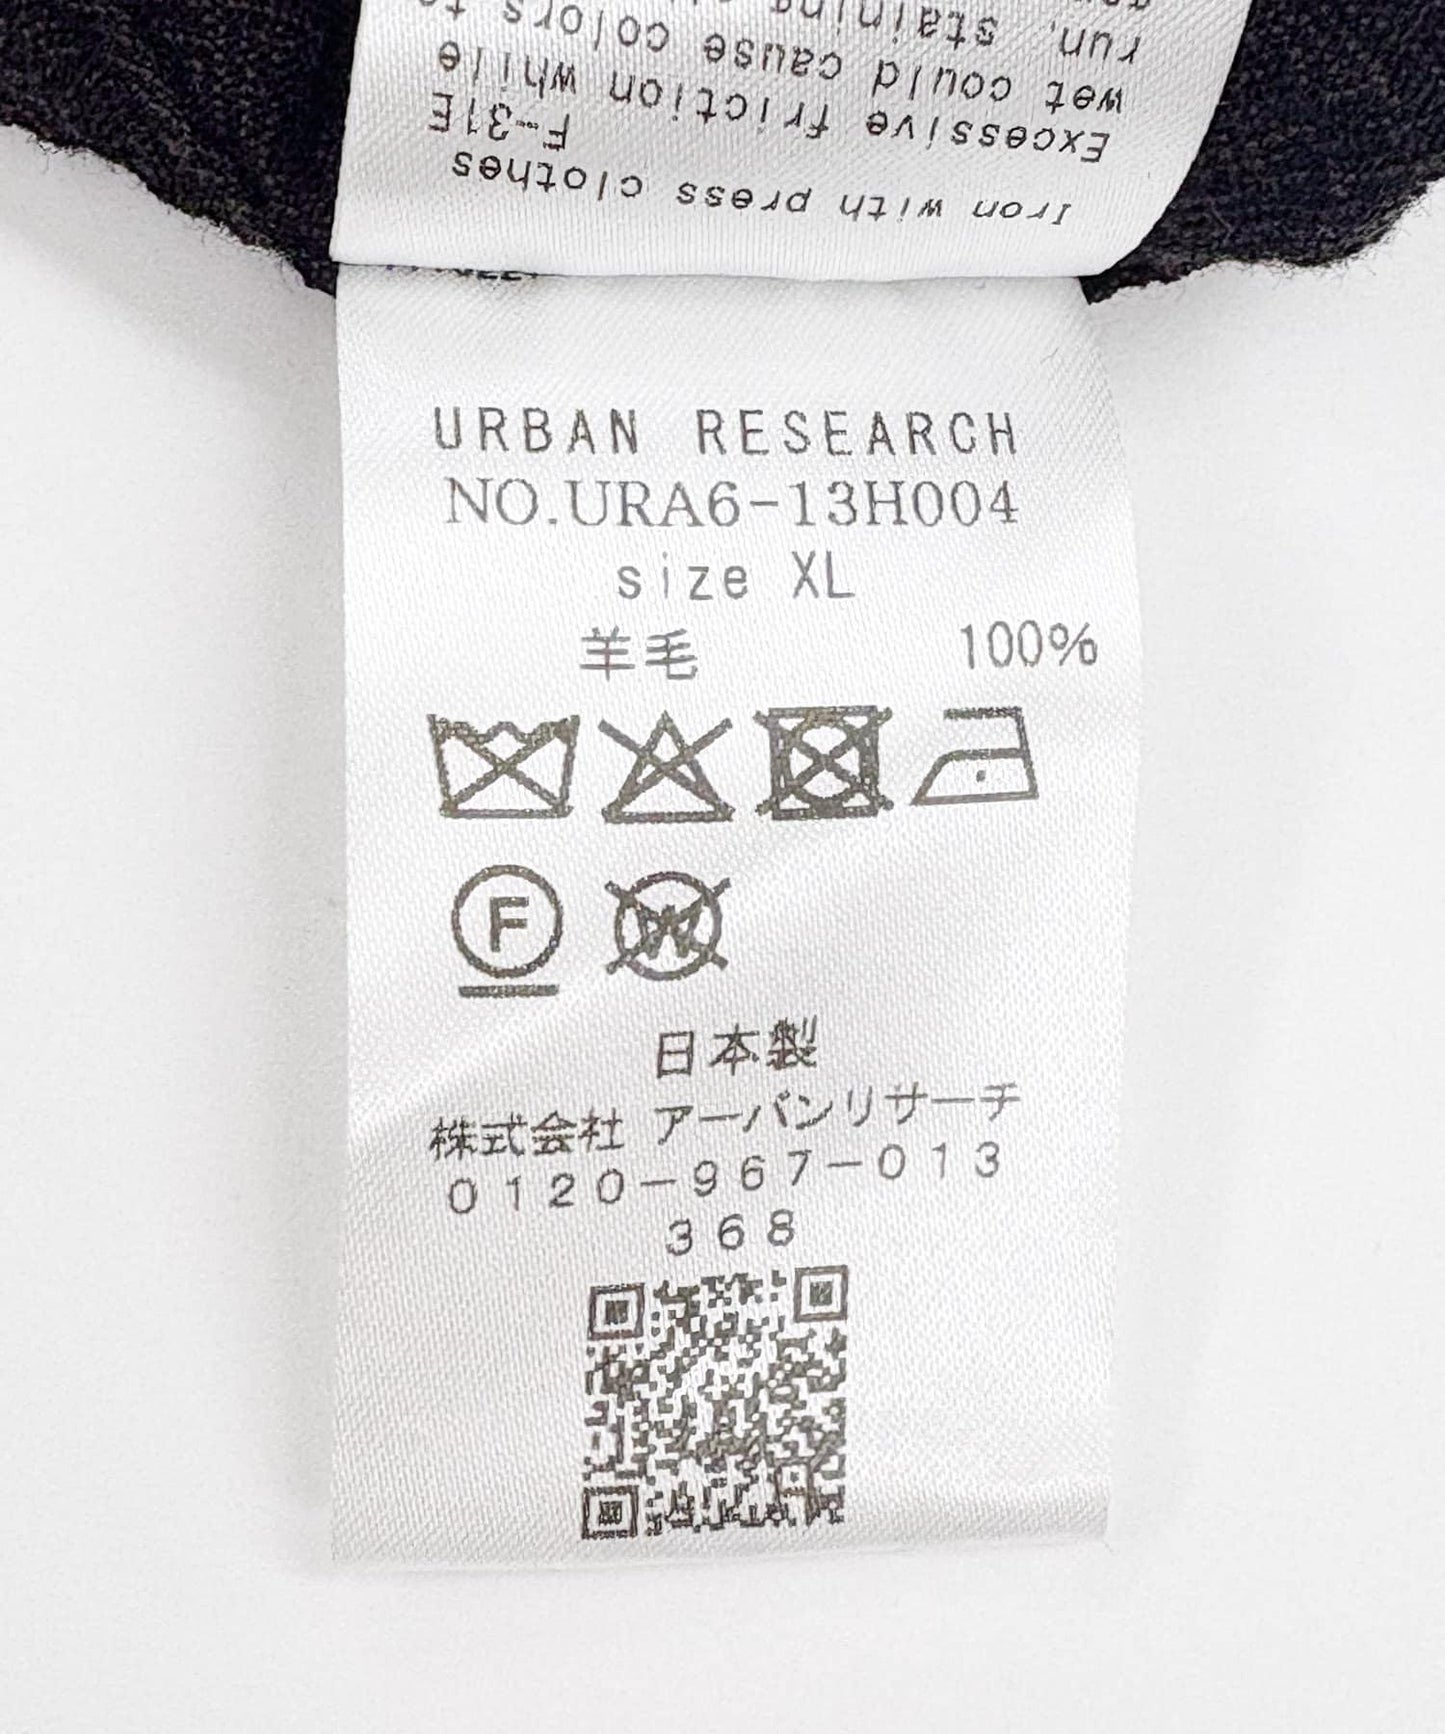 Iron with press clothes
F-31E
Excessive friction while
wet could cause colors to
run, staining
URBAN RESEARCH
NO.URA6-13H004
size XL
羊毛 100%
F
W
日本製
株式会社 アーバンリサーチ
0120-967-013
368